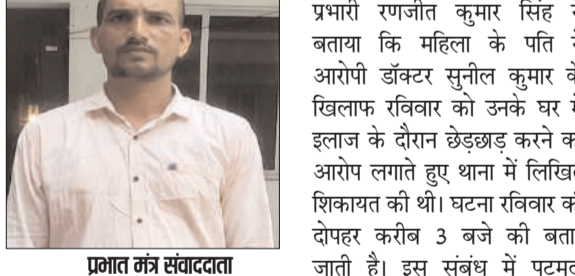 प्रभात मंत्र संवाददाता
प्रभारी रणजीत कुमार सिंह
बताया कि महिला के पति
आरोपी डॉक्टर सुनील कुमार
खिलाफ रविवार को उनके घर
इलाज के दौरान छेड़छाड़ करने
आरोप लगाते हुए थाना में
शिकायत की थी। घटना रविवार
दोपहर करीब 3 बजे की
जाती है। इस संबंध में